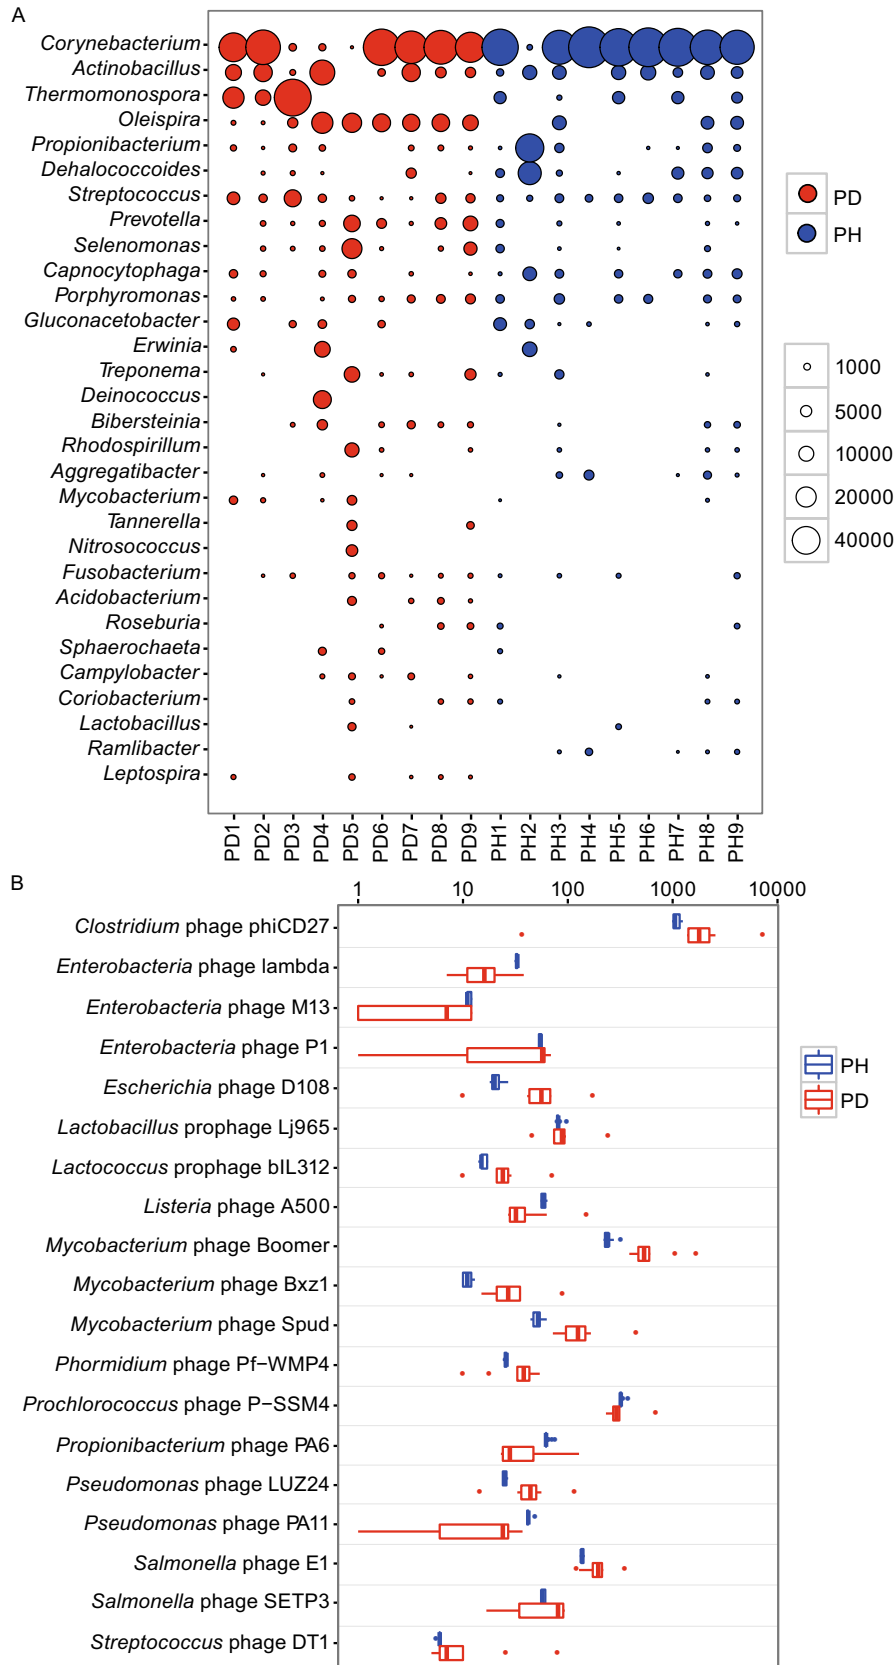 A
Corynebacterium
Actinobacillus
Thermomonospora
Oleispira
Propionibacterium
Dehalococcoides
Streptococcus
Prevotella
Selenomonas
Capnocytophaga
Porphyromonas
Gluconacetobacter
Erwinia
Treponema
Deinococcus
Bibersteinia
Rhodospirillum
Aggregatibacter
Mycobacterium
Tannerella
Nitrosococcus
Fusobacterium
Acidobacterium
Roseburia
Sphaerochaeta
Campylobacter
Coriobacterium
Lactobacillus
Ramlibacter
Leptospira
PD1 PD2 PD3 PD4 PD5 PD6 PD7 PD8 PD9 PH1 PH2 PH3 PH4 PH5 PH6 PH7 PH8 PH9
PD
PH
1000
5000
10000
20000
40000
B
1 10 100 1000 10000
Clostridium phage phiCD27
Enterobacteria phage lambda
Enterobacteria phage M13
Enterobacteria phage P1
Escherichia phage D108
Lactobacillus prophage Lj965
Lactococcus prophage bIL312
Listeria phage A500
Mycobacterium phage Boomer
Mycobacterium phage Bxz1
Mycobacterium phage Spud
Phormidium phage Pf−WMP4
Prochlorococcus phage P−SSM4
Propionibacterium phage PA6
Pseudomonas phage LUZ24
Pseudomonas phage PA11
Salmonella phage E1
Salmonella phage SETP3
Streptococcus phage DT1
PH
PD